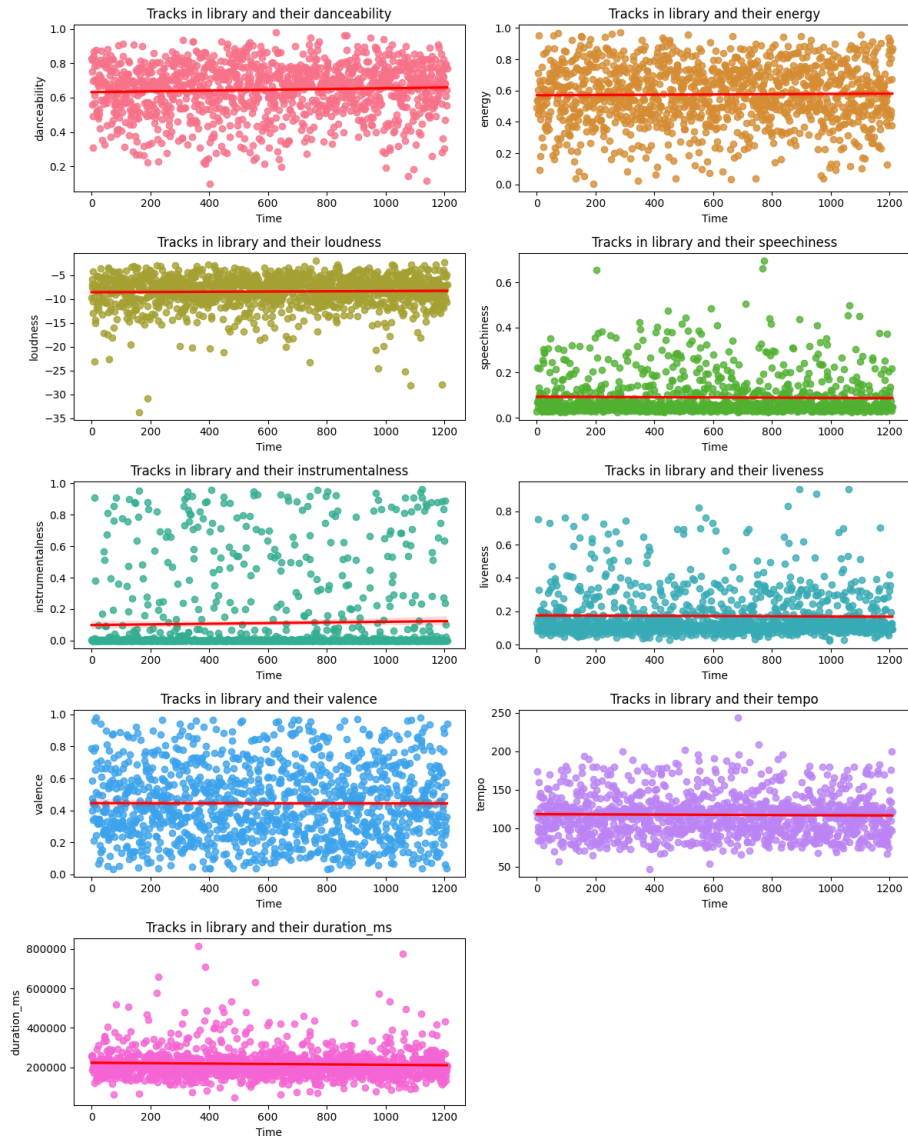 Tracks in library and their danceability
1.0
0.8
0.6
0.4
0.2
danceability
0 200 400 600 800 1000 1200
Time
Tracks in library and their energy
1.0
0.8
0.6
0.4
0.2
0.0
energy
0 200 400 600 800 1000 1200
Time
Tracks in library and their loudness
−5
−10
−15
−20
−25
−30
−35
loudness
0 200 400 600 800 1000 1200
Time
Tracks in library and their speechiness
0.6
0.4
0.2
0.0
speechiness
0 200 400 600 800 1000 1200
Time
Tracks in library and their instrumentalness
1.0
0.8
0.6
0.4
0.2
0.0
instrumentalness
0 200 400 600 800 1000 1200
Time
Tracks in library and their liveness
0.8
0.6
0.4
0.2
0.0
liveness
0 200 400 600 800 1000 1200
Time
Tracks in library and their valence
1.0
0.8
0.6
0.4
0.2
0.0
valence
0 200 400 600 800 1000 1200
Time
Tracks in library and their tempo
250
200
150
100
50
tempo
0 200 400 600 800 1000 1200
Time
Tracks in library and their duration_ms
800000
600000
400000
200000
duration_ms
0 200 400 600 800 1000 1200
Time